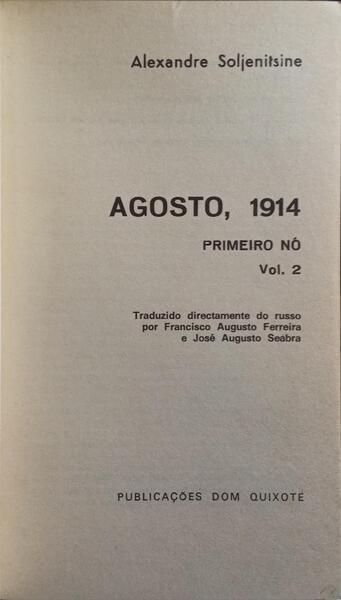 Alexandre Soljenitsine
AGOSTO, 1914
PRIMEIRO NÓ
Vol. 2
Traduzido directamente do russo
por Francisco Augusto Ferreira
e José Augusto Seabra
PUBLICAÇÕES DOM QUIXOTE